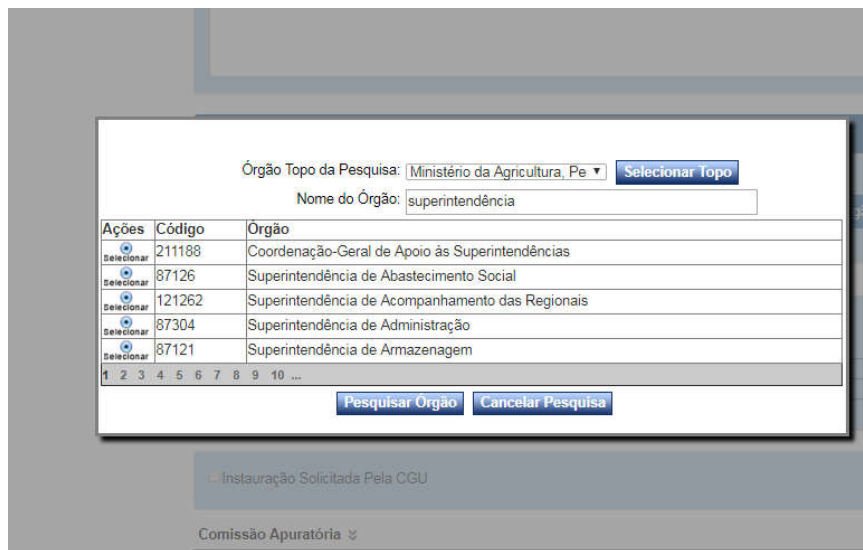 Órgão Topo da Pesquisa: Ministério da Agricultura, Pe Selecionar Topo
Nome do Órgão: superintendência
Ações Código Órgão
Selecionar 211188 Coordenação-Geral de Apoio às Superintendências
Selecionar 87126 Superintendência de Abastecimento Social
Selecionar 121262 Superintendência de Acompanhamento das Regionais
Selecionar 87304 Superintendência de Administração
Selecionar 87121 Superintendência de Armazenagem
1 2 3 4 5 6 7 8 9 10 ...
Pesquisar Órgão Cancelar Pesquisa
Instauração Solicitada Pela CGU
Comissão Apuratória